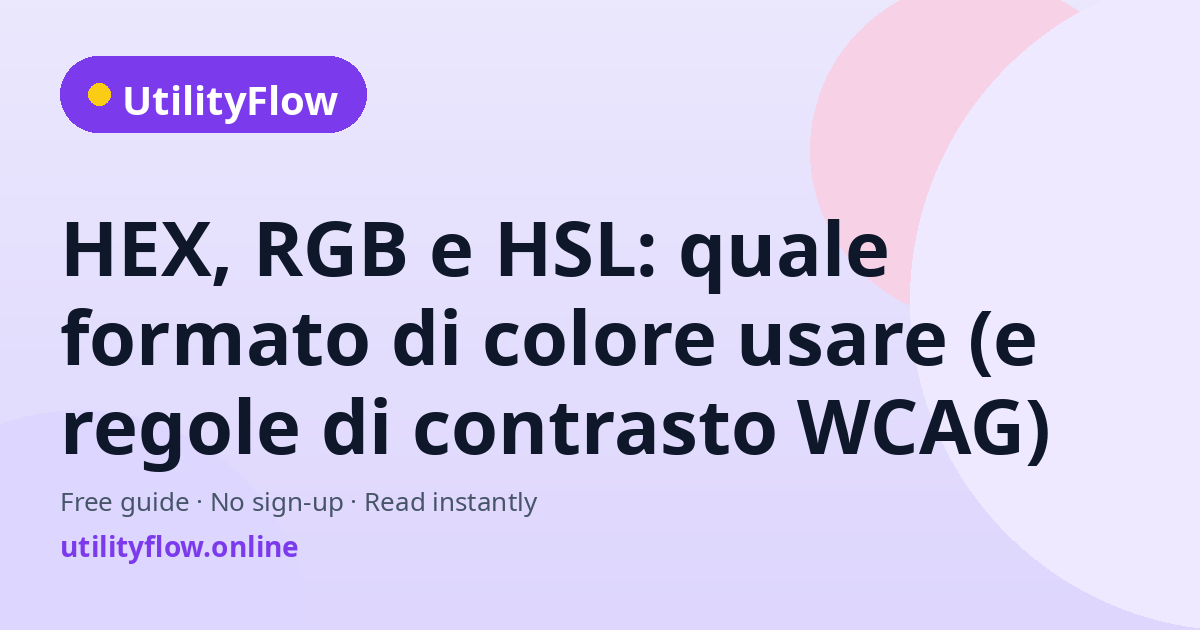 UtilityFlow
HEX, RGB e HSL: quale
formato di colore usare (e
regole di contrasto WCAG)
Free guide · No sign-up · Read instantly
utilityflow.online